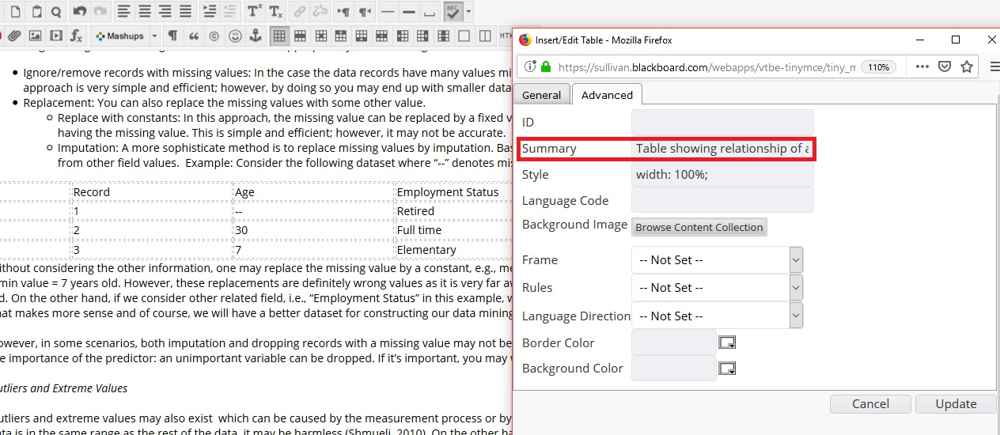 Mashups
HTM
• Ignore/remove records with missing values: In the case the data records have many values mi
approach is very simple and efficient; however, by doing so you may end up with smaller data
• Replacement: You can also replace the missing values with some other value.
○ Replace with constants: In this approach, the missing value can be replaced by a fixed v
having the missing value. This is simple and efficient; however, it may not be accurate.
○ Imputation: A more sophisticate method is to replace missing values by imputation. Bas
from other field values.  Example: Consider the following dataset where “--” denotes mis
Record Age Employment Status
1 -- Retired
2 30 Full time
3 7 Elementary
ithout considering the other information, one may replace the missing value by a constant, e.g., me
min value = 7 years old. However, these replacements are definitely wrong values as it is very far aw
d. On the other hand, if we consider other related field, i.e., “Employment Status” in this example, w
hat makes more sense and of course, we will have a better dataset for constructing our data mining
owever, in some scenarios, both imputation and dropping records with a missing value may not be
e importance of the predictor: an unimportant variable can be dropped. If it’s important, you may w
utliers and Extreme Values
utliers and extreme values may also exist  which can be caused by the measurement process or by
ata is in the same range as the rest of the data, it may be harmless (Shmueli, 2010). On the other ha
Insert/Edit Table - Mozilla Firefox
https://sullivan.blackboard.com/webapps/vtbe-tinymce/tiny_m 110%
General Advanced
ID
Summary Table showing relationship of a
Style width: 100%;
Language Code
Background Image Browse Content Collection
Frame -- Not Set --
Rules -- Not Set --
Language Direction -- Not Set --
Border Color
Background Color
Cancel Update